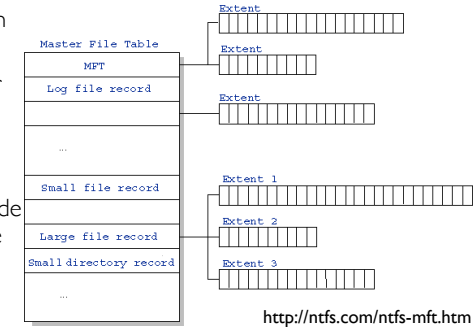 n
Master File Table
MFT
Log file record
...
Small file record
de
e
Large file record
Small directory record
...
Extent
Extent
Extent
Extent 1
Extent 2
Extent 3
http://ntfs.com/ntfs-mft.htm